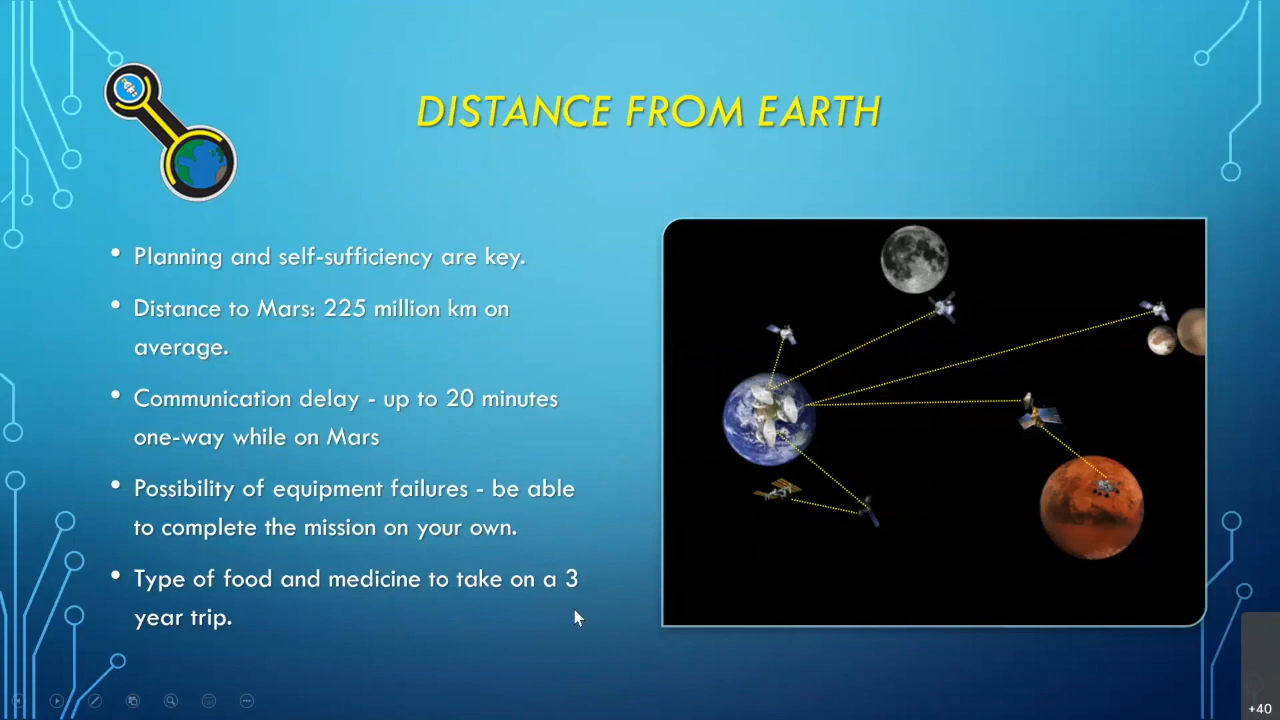 DISTANCE FROM EARTH
• Planning and self-sufficiency are key.
• Distance to Mars: 225 million km on
average.
• Communication delay - up to 20 minutes
one-way while on Mars
• Possibility of equipment failures - be able
to complete the mission on your own.
• Type of food and medicine to take on a 3
year trip.
+40